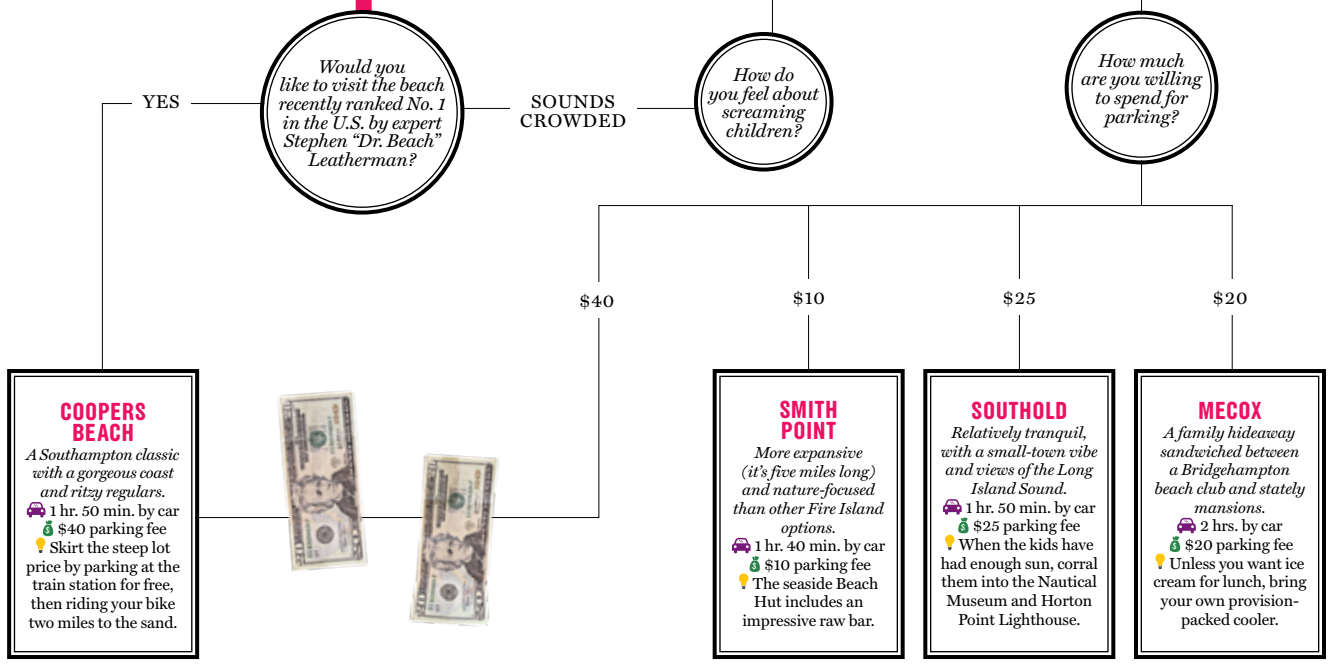 Would you
like to visit the beach
recently ranked No. 1
in the U.S. by expert
Stephen “Dr. Beach”
Leatherman?
YES
SOUNDS
CROWDED
How do
you feel about
screaming
children?
How much
are you willing
to spend for
parking?
$40
$10
$25
$20
COOPERS
BEACH
A Southampton classic
with a gorgeous coast
and ritzy regulars.
1 hr. 50 min. by car
$40 parking fee
Skirt the steep lot
price by parking at the
train station for free,
then riding your bike
two miles to the sand.
SMITH
POINT
More expansive
(it’s five miles long)
and nature-focused
than other Fire Island
options.
1 hr. 40 min. by car
$10 parking fee
The seaside Beach
Hut includes an
impressive raw bar.
SOUTHOLD
Relatively tranquil,
with a small-town vibe
and views of the Long
Island Sound.
1 hr. 50 min. by car
$25 parking fee
When the kids have
had enough sun, corral
them into the Nautical
Museum and Horton
Point Lighthouse.
MECOX
A family hideaway
sandwiched between
a Bridgehampton
beach club and stately
mansions.
2 hrs. by car
$20 parking fee
Unless you want ice
cream for lunch, bring
your own provision-
packed cooler.